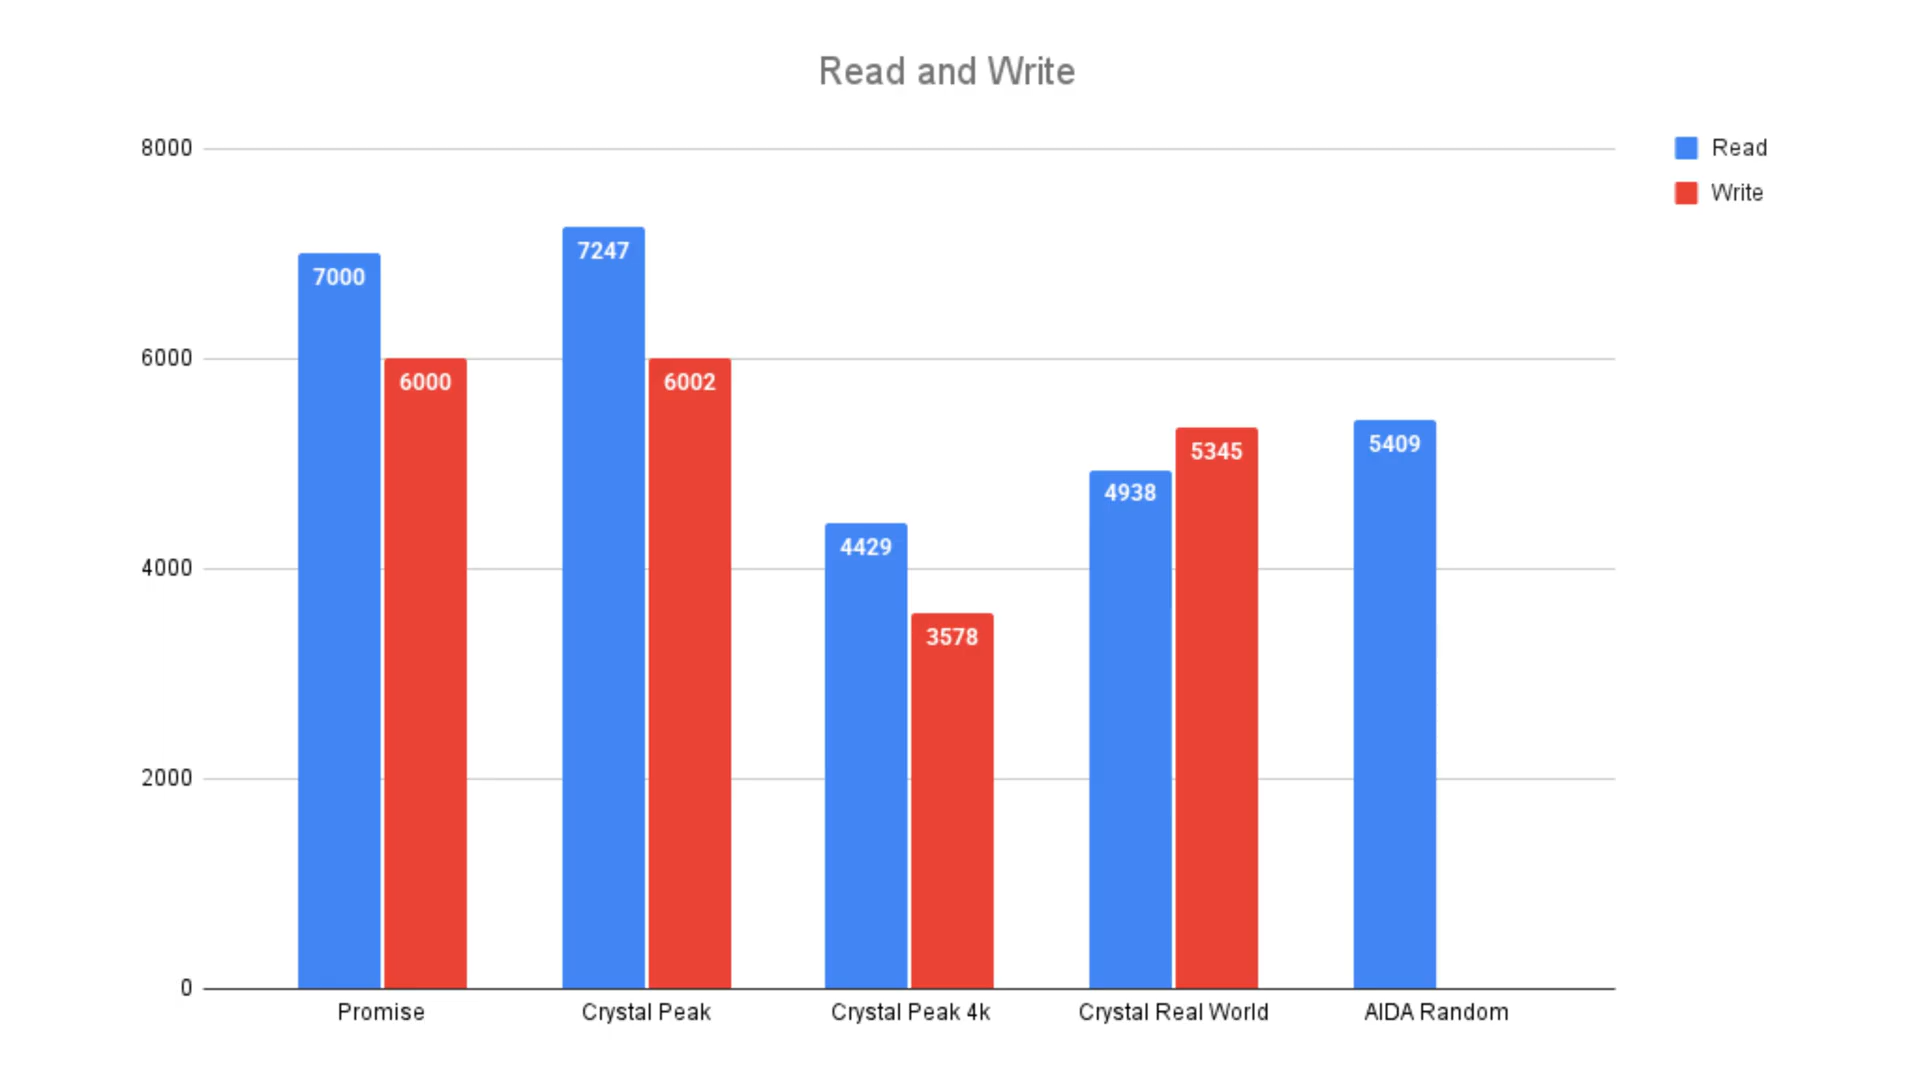 Read and Write
8000
6000
4000
2000
0
Read
Write
7000
6000
7247
6002
4429
3578
4938
5345
5409
Promise
Crystal Peak
Crystal Peak 4k
Crystal Real World
AIDA Random